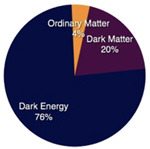 Ordinary Matter
4%
Dark Matter
20%
Dark Energy
76%